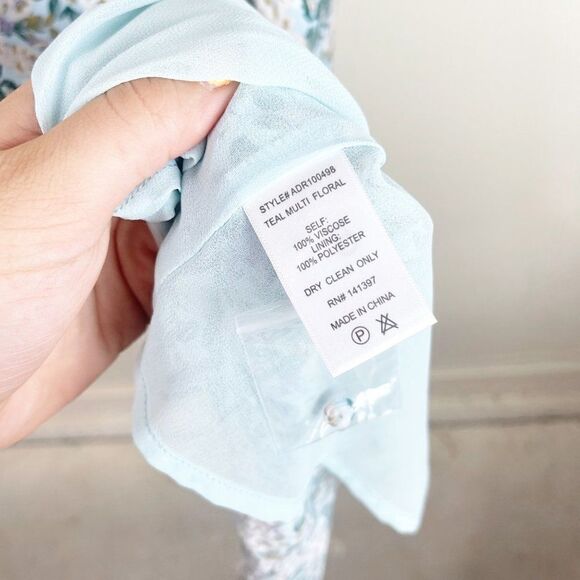 STYLE# ADR100498
TEAL MULTI FLORAL
SELF:
100% VISCOSE
LINING:
100% POLYESTER
DRY CLEAN ONLY
RN# 141397
MADE IN CHINA
P